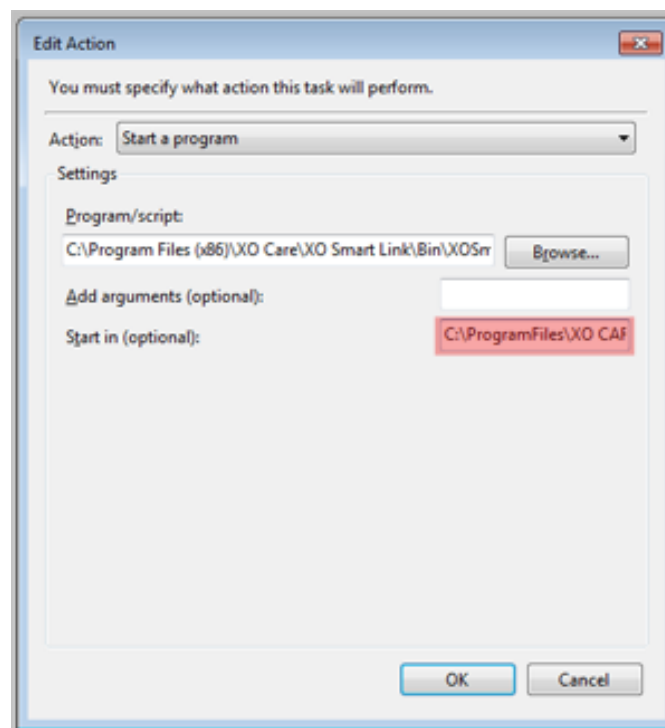 Edit Action
You must specify what action this task will perform.
Action: Start a program
Settings
Program/script:
C:\Program Files (x86)\XO Care\XO Smart Link\Bin\XOSm Browse...
Add arguments (optional):
Start in (optional): C:\ProgramFiles\XO CAR
OK Cancel